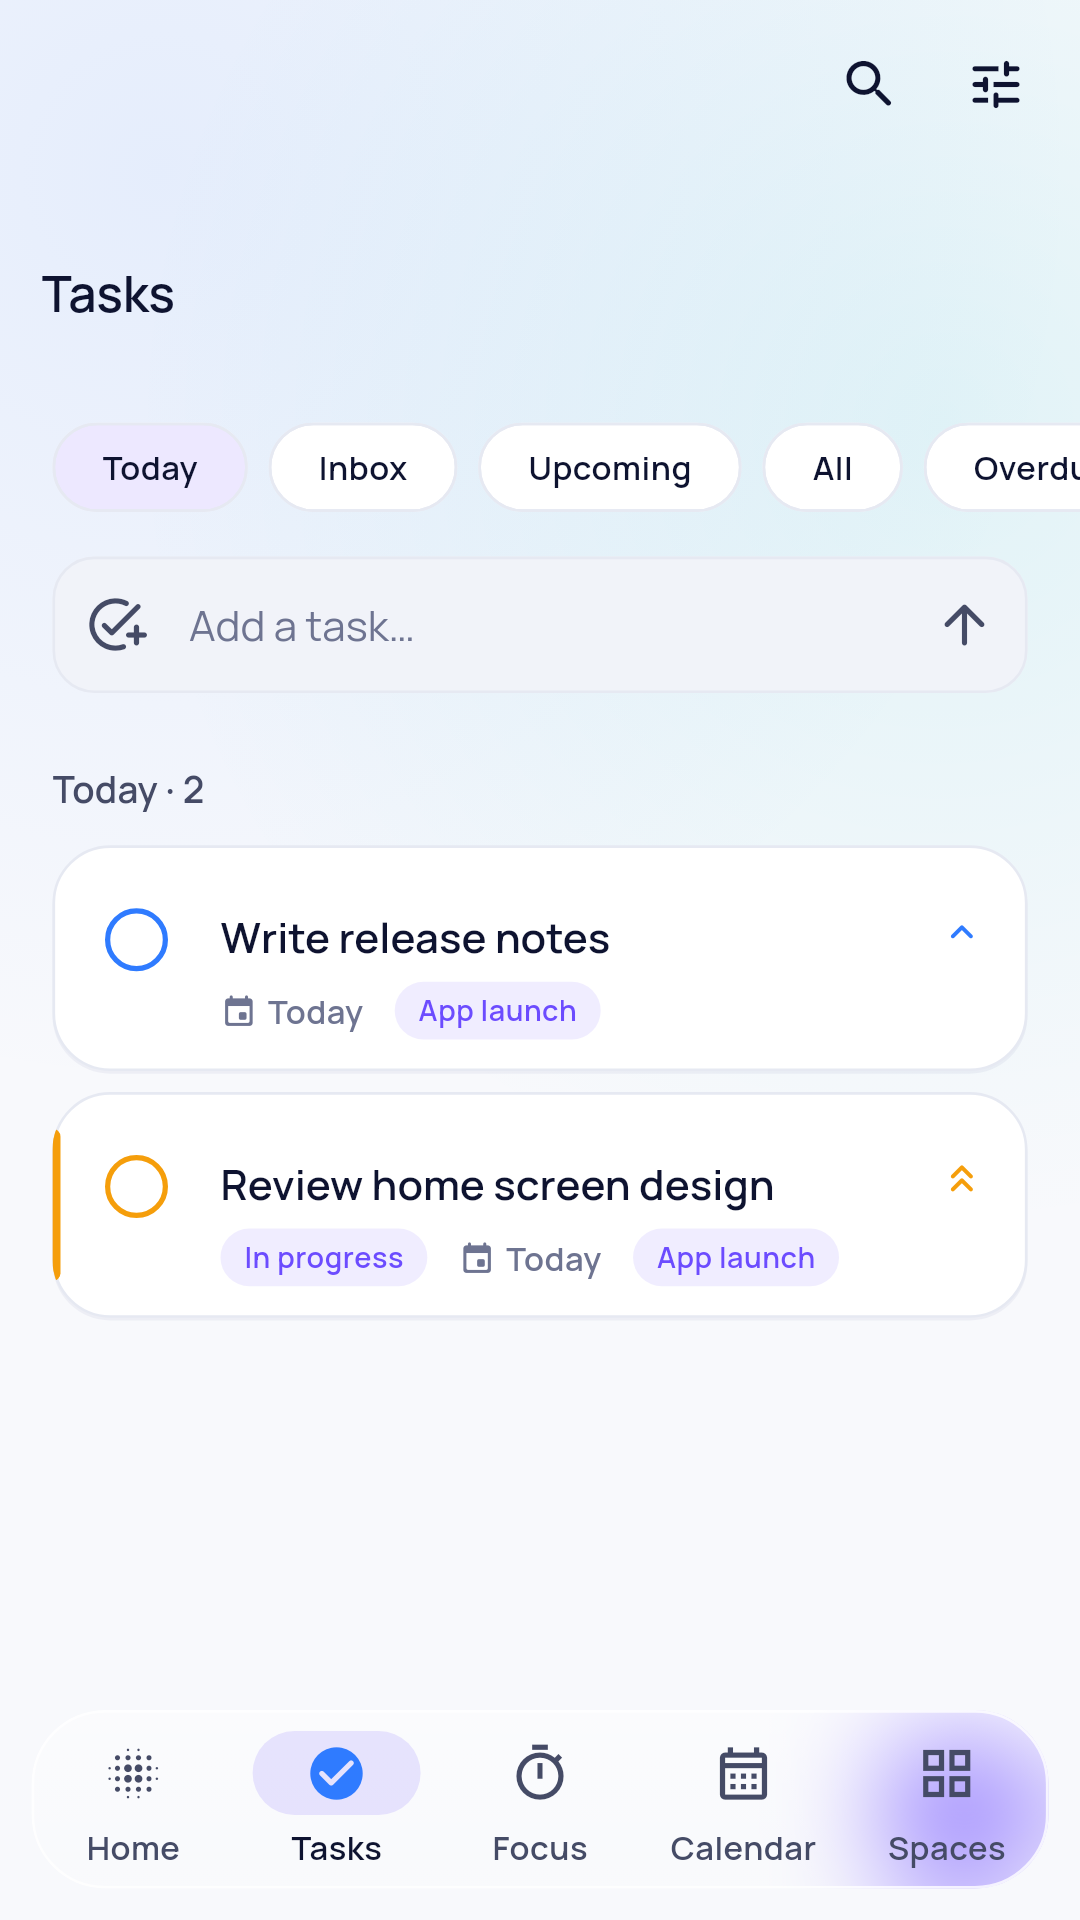 Tasks
Today Inbox Upcoming All Overdu
Add a task...
Today · 2
Write release notes
Today App launch
Review home screen design
In progress Today App launch
Home Tasks Focus Calendar Spaces